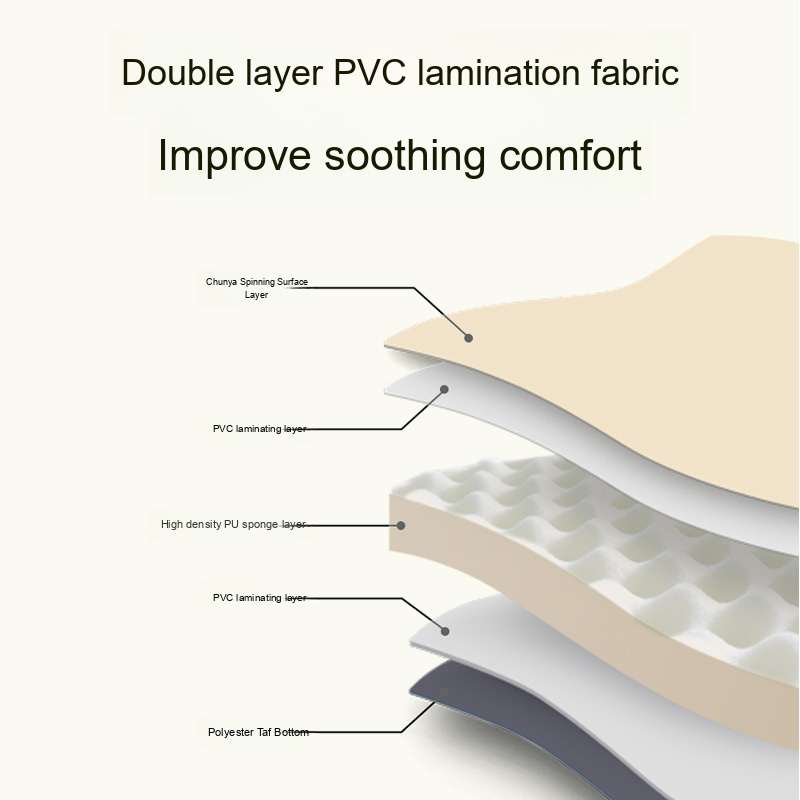 Double layer PVC lamination fabric
Improve soothing comfort
Chunya Spinning Surface
Layer
PVC laminating layer
High density PU sponge layer
PVC laminating layer
Polyester Taf Bottom